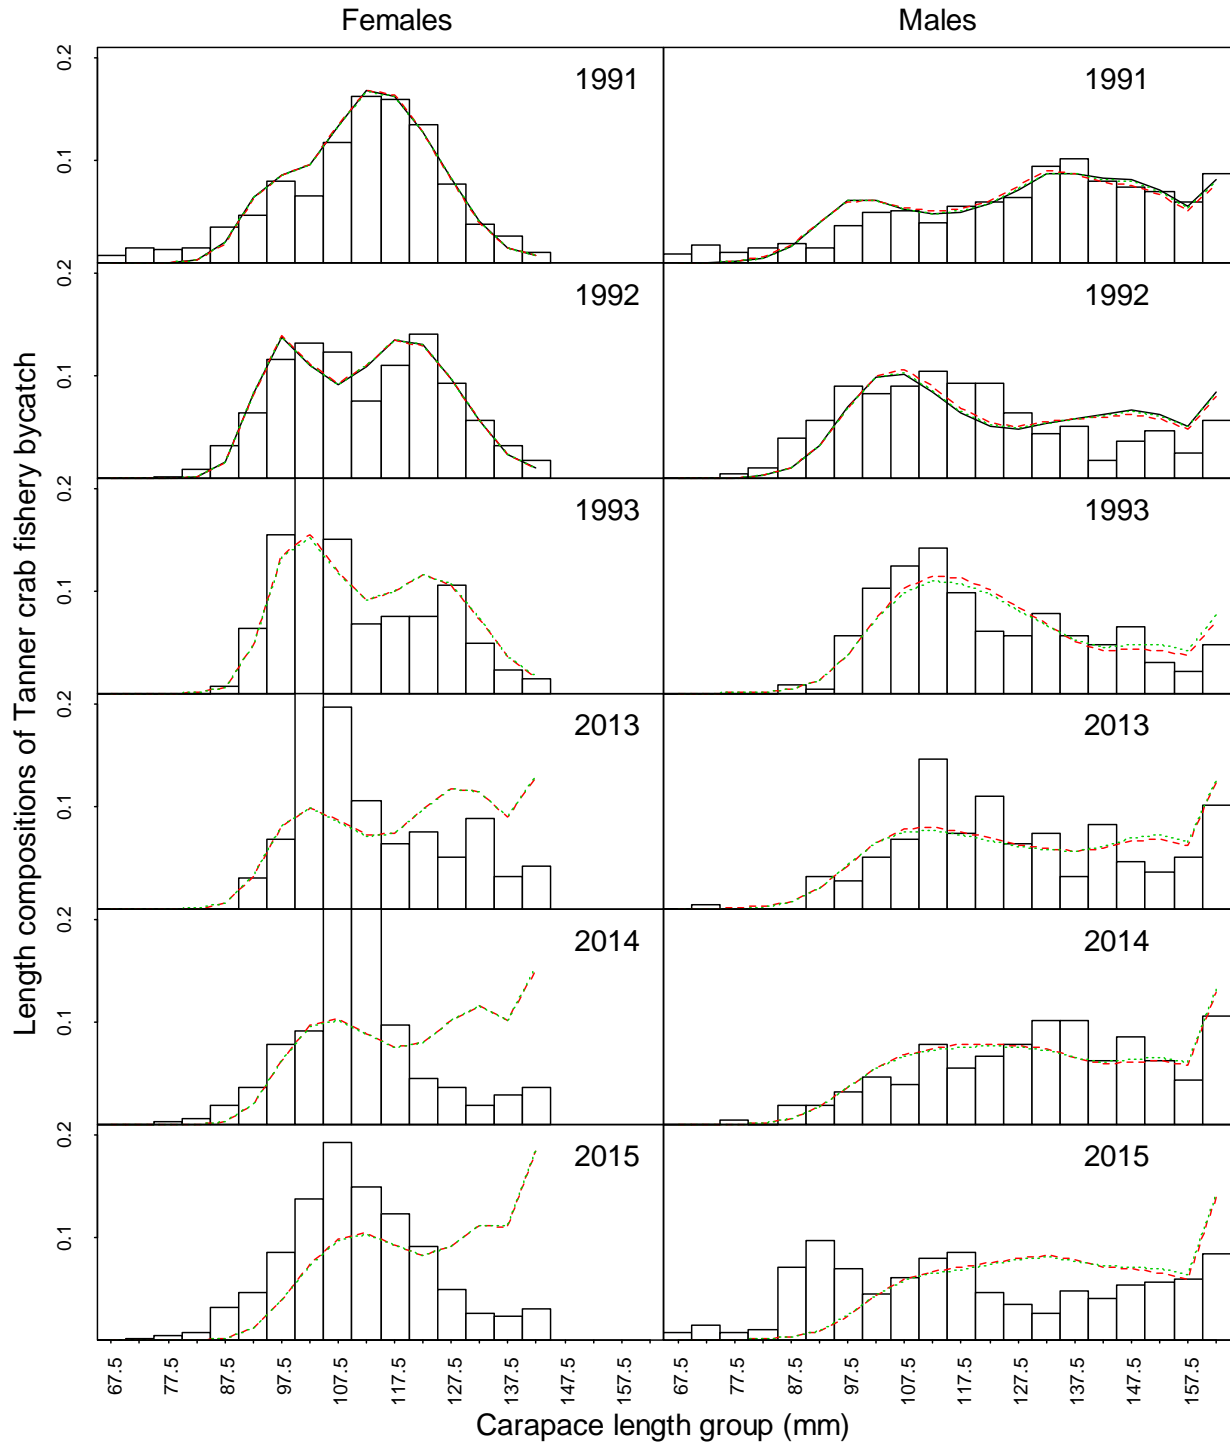 Females Males
Length compositions of Tanner crab fishery bycatch
0.2 1991 1991
0.1
0.2 1992 1992
0.1
0.2 1993 1993
0.1
0.2 2013 2013
0.1
0.2 2014 2014
0.1
0.2 2015 2015
0.1
67.5 77.5 87.5 97.5 107.5 117.5 127.5 137.5 147.5 157.5 67.5 77.5 87.5 97.5 107.5 117.5 127.5 137.5 147.5 157.5
Carapace length group (mm)